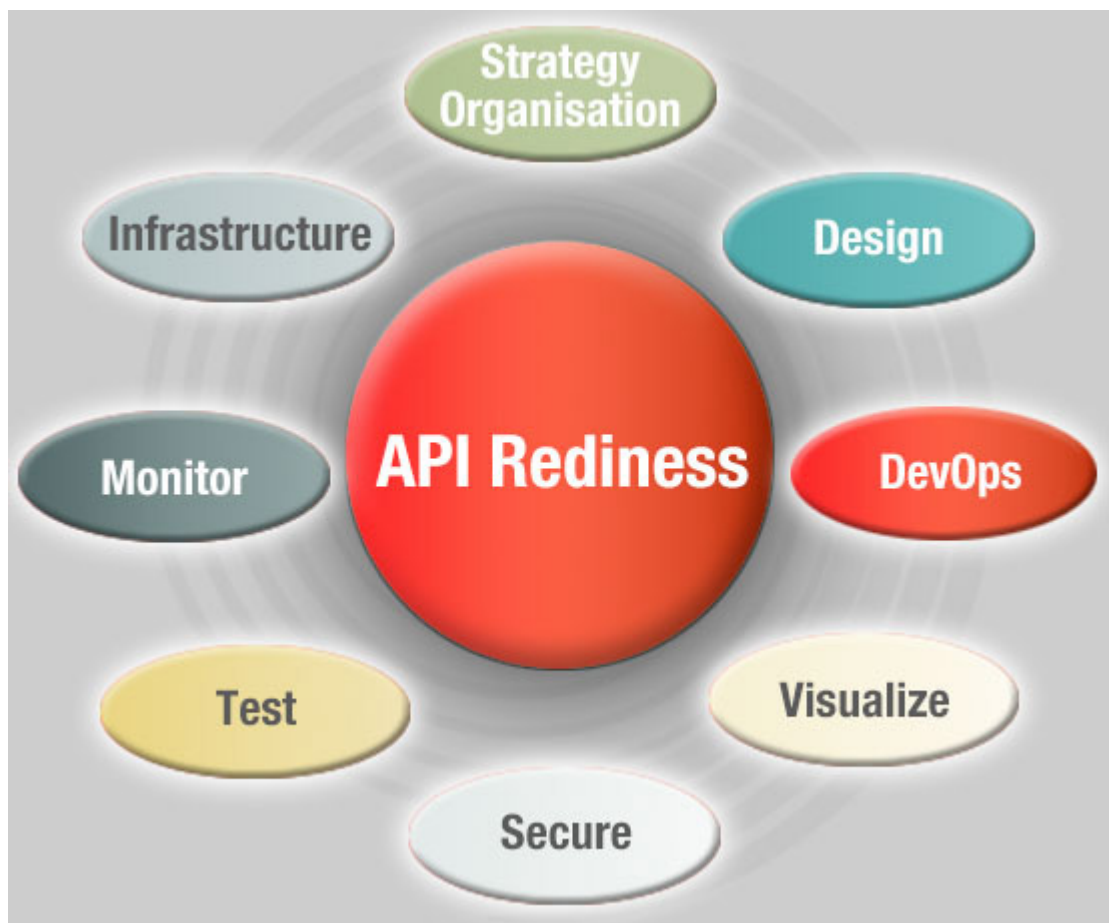 Strategy
Organisation
Infrastructure
Design
API Rediness
Monitor
DevOps
Test
Visualize
Secure